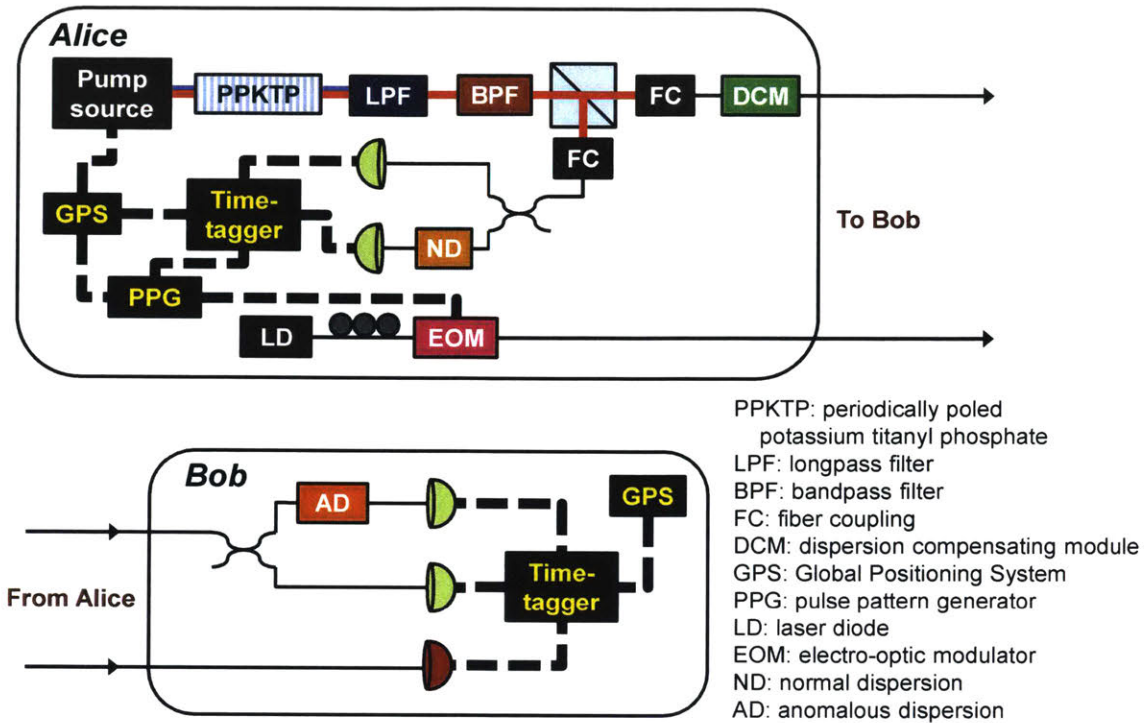 Alice
Pump
source
PPKTP
LPF
BPF
FC
DCM
FC
GPS
Time-
tagger
ND
To Bob
PPG
LD
EOM
PPKTP: periodically poled
potassium titanyl phosphate
LPF: longpass filter
BPF: bandpass filter
FC: fiber coupling
DCM: dispersion compensating module
GPS: Global Positioning System
PPG: pulse pattern generator
LD: laser diode
EOM: electro-optic modulator
ND: normal dispersion
AD: anomalous dispersion
Bob
AD
GPS
Time-
tagger
From Alice